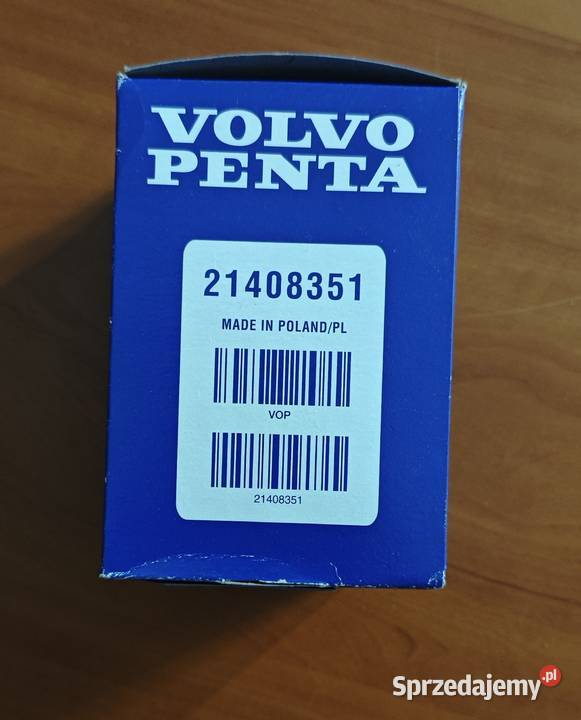 VOLVO
PENTA
21408351
MADE IN POLAND/PL
VOP
21408351
Sprzedajemy.pl